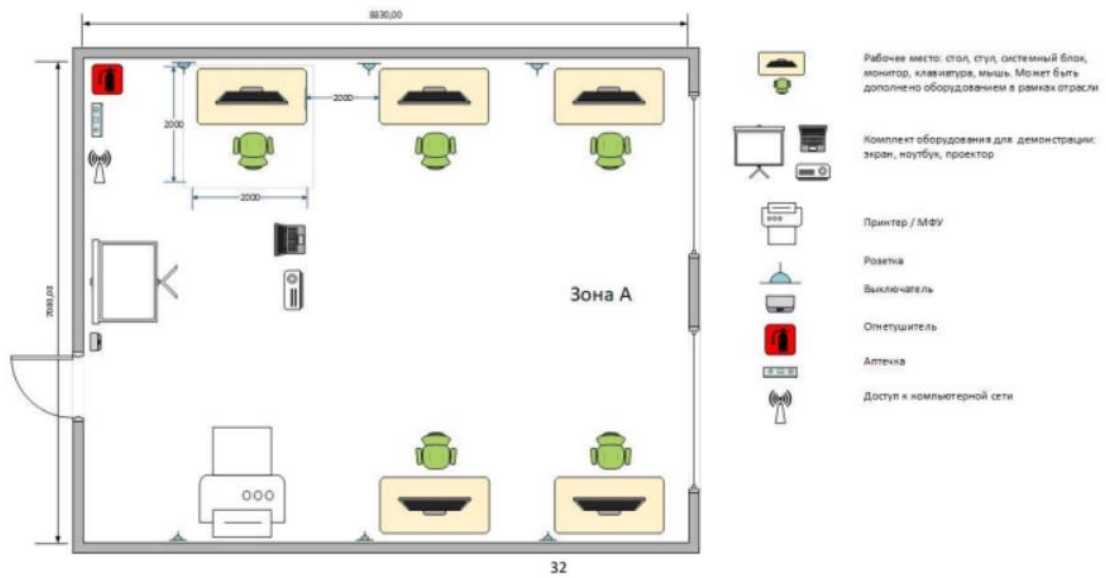 8830,00
Рабочее место: стол, стул, системный блок,
монитор, клавиатура, мышь. Может быть
дополнено оборудованием в рамках отрасли
2000
2000
2000
Комплект оборудования для демонстрации:
экран, ноутбук, проектор
Принтер / МФУ
Розетка
Выключатель
7000,00
Зона А
Огнетушитель
Аптечка
Доступ к компьютерной сети
32